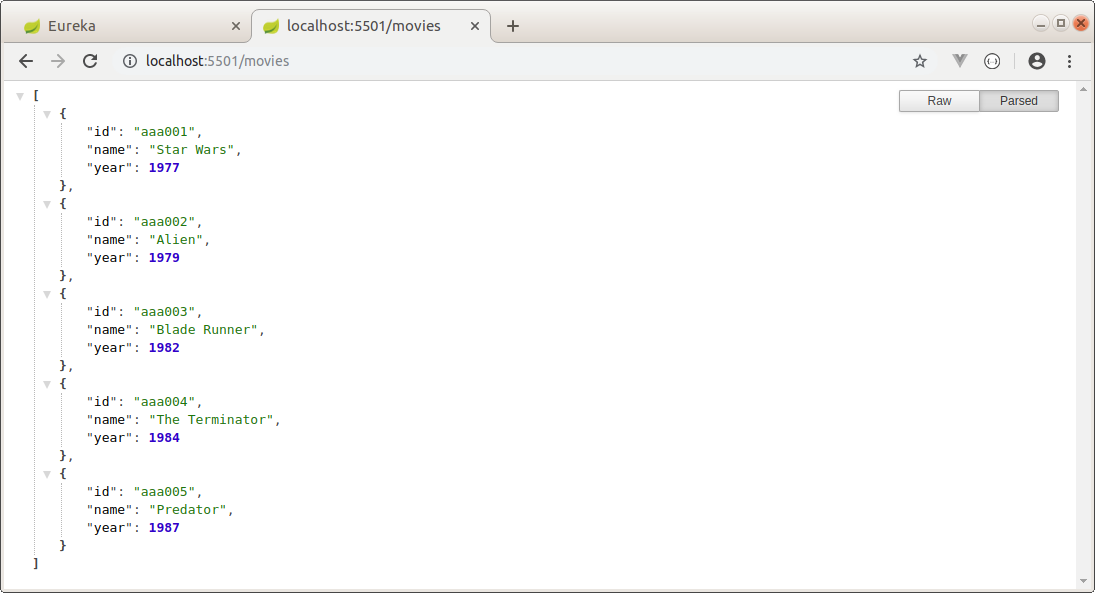 Eureka
localhost:5501/movies
localhost:5501/movies
Raw Parsed
[
{
"id": "aaa001",
"name": "Star Wars",
"year": 1977
},
{
"id": "aaa002",
"name": "Alien",
"year": 1979
},
{
"id": "aaa003",
"name": "Blade Runner",
"year": 1982
},
{
"id": "aaa004",
"name": "The Terminator",
"year": 1984
},
{
"id": "aaa005",
"name": "Predator",
"year": 1987
}
]